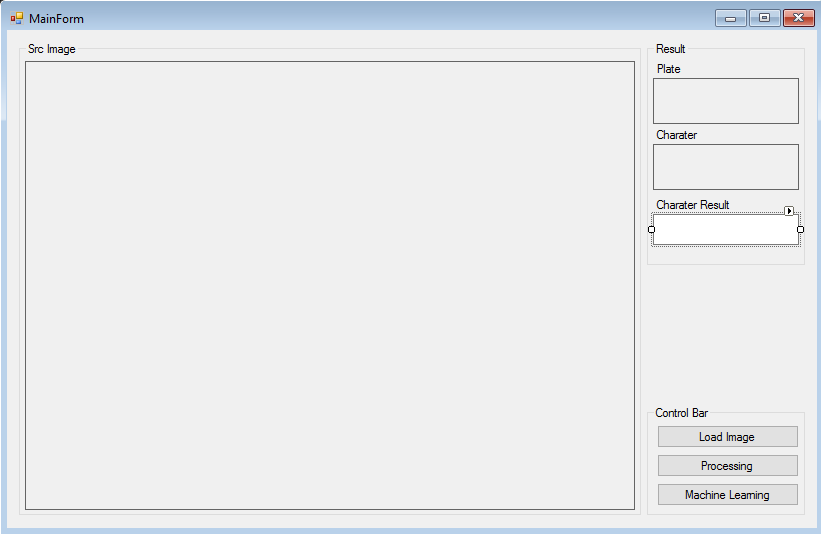 MainForm
Src Image
Result
Plate
Charater
Charater Result
Control Bar
Load Image
Processing
Machine Learning